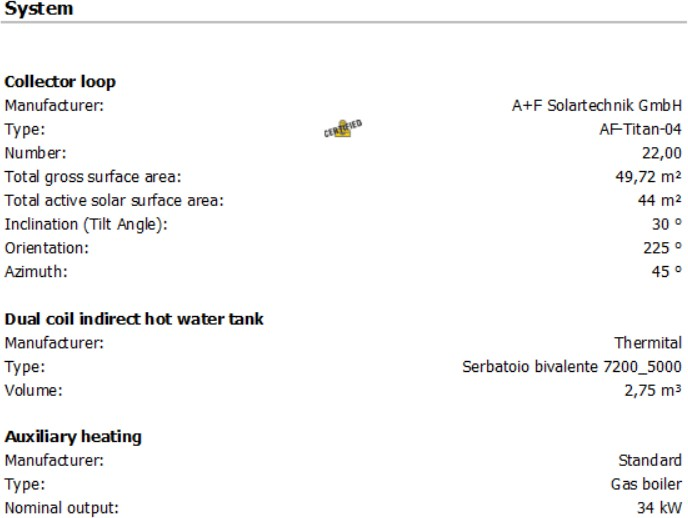 System
Collector loop
Manufacturer: A+F Solartechnik GmbH
Type: CERTIFIED AF-Titan-04
Number: 22,00
Total gross surface area: 49,72 m²
Total active solar surface area: 44 m²
Inclination (Tilt Angle): 30 º
Orientation: 225 º
Azimuth: 45 º
Dual coil indirect hot water tank
Manufacturer: Thermital
Type: Serbatoio bivalente 7200_5000
Volume: 2,75 m³
Auxiliary heating
Manufacturer: Standard
Type: Gas boiler
Nominal output: 34 kW